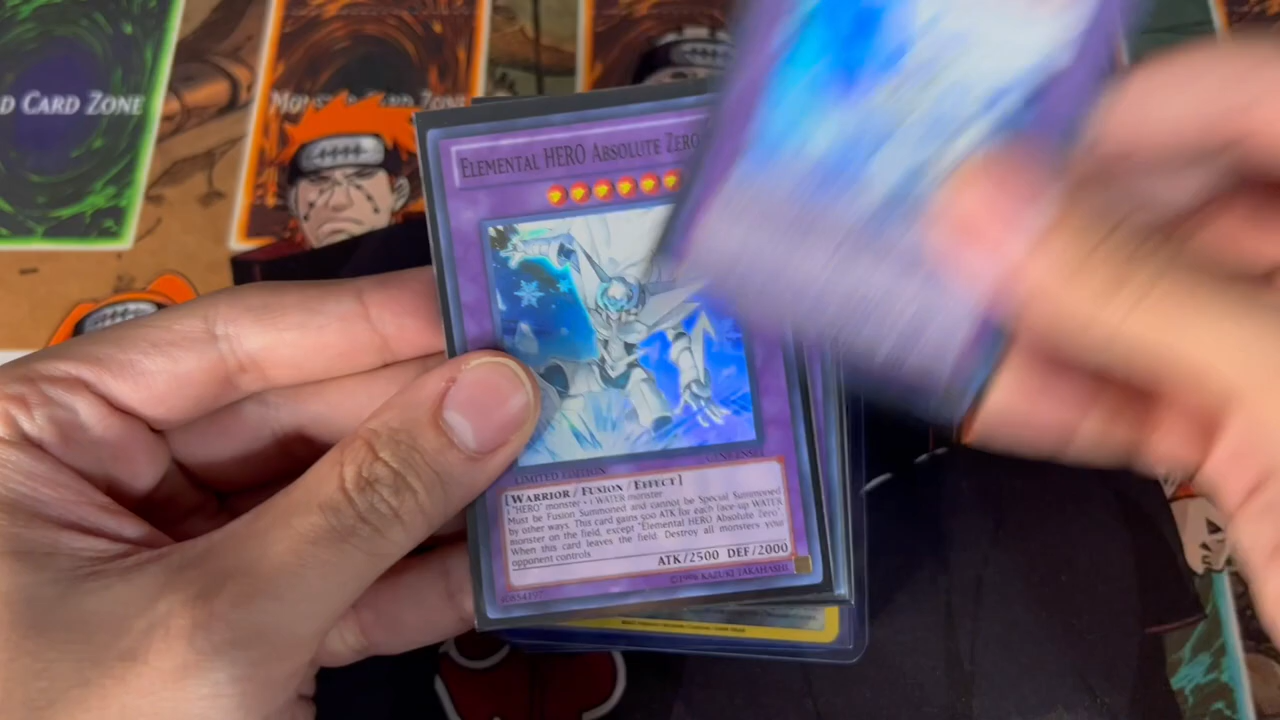 D CARD ZONE
MONSTER CARD ZONE
ELEMENTAL HERO ABSOLUTE ZERO
LIMITED EDITION
[WARRIOR / FUSION / EFFECT]
1 "HERO" monster + 1 WATER monster
Must be Fusion Summoned and cannot be Special Summoned
by other ways. This card gains 500 ATK for each face-up WATER
monster on the field, except "Elemental HERO Absolute Zero".
When this card leaves the field: Destroy all monsters your
opponent controls
ATK/2500 DEF/2000
©1996 KAZUKI TAKAHASHI